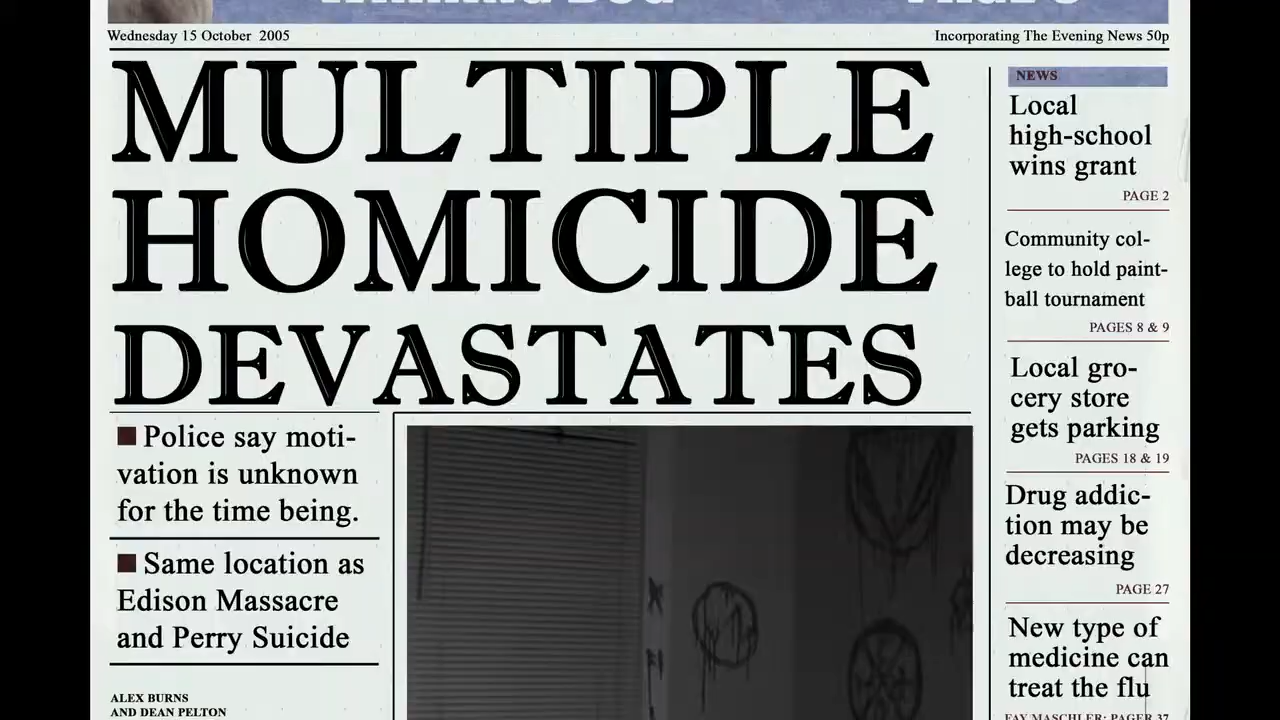 Wednesday 15 October 2005
Incorporating The Evening News 50p
MULTIPLE
HOMICIDE
DEVASTATES
Police say moti-
vation is unknown
for the time being.
Same location as
Edison Massacre
and Perry Suicide
ALEX BURNS
AND DEAN PELTON
NEWS
Local
high-school
wins grant
PAGE 2
Community col-
lege to hold paint-
ball tournament
PAGES 8 & 9
Local gro-
cery store
gets parking
PAGES 18 & 19
Drug addic-
tion may be
decreasing
PAGE 27
New type of
medicine can
treat the flu
FAY MASCHLER: PAGER 37